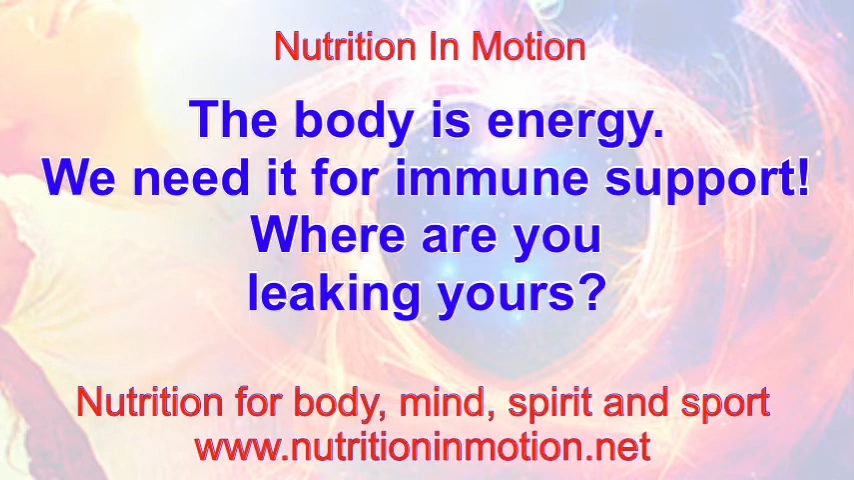 Nutrition In Motion
The body is energy.
We need it for immune support!
Where are you
leaking yours?
Nutrition for body, mind, spirit and sport
www.nutritioninmotion.net